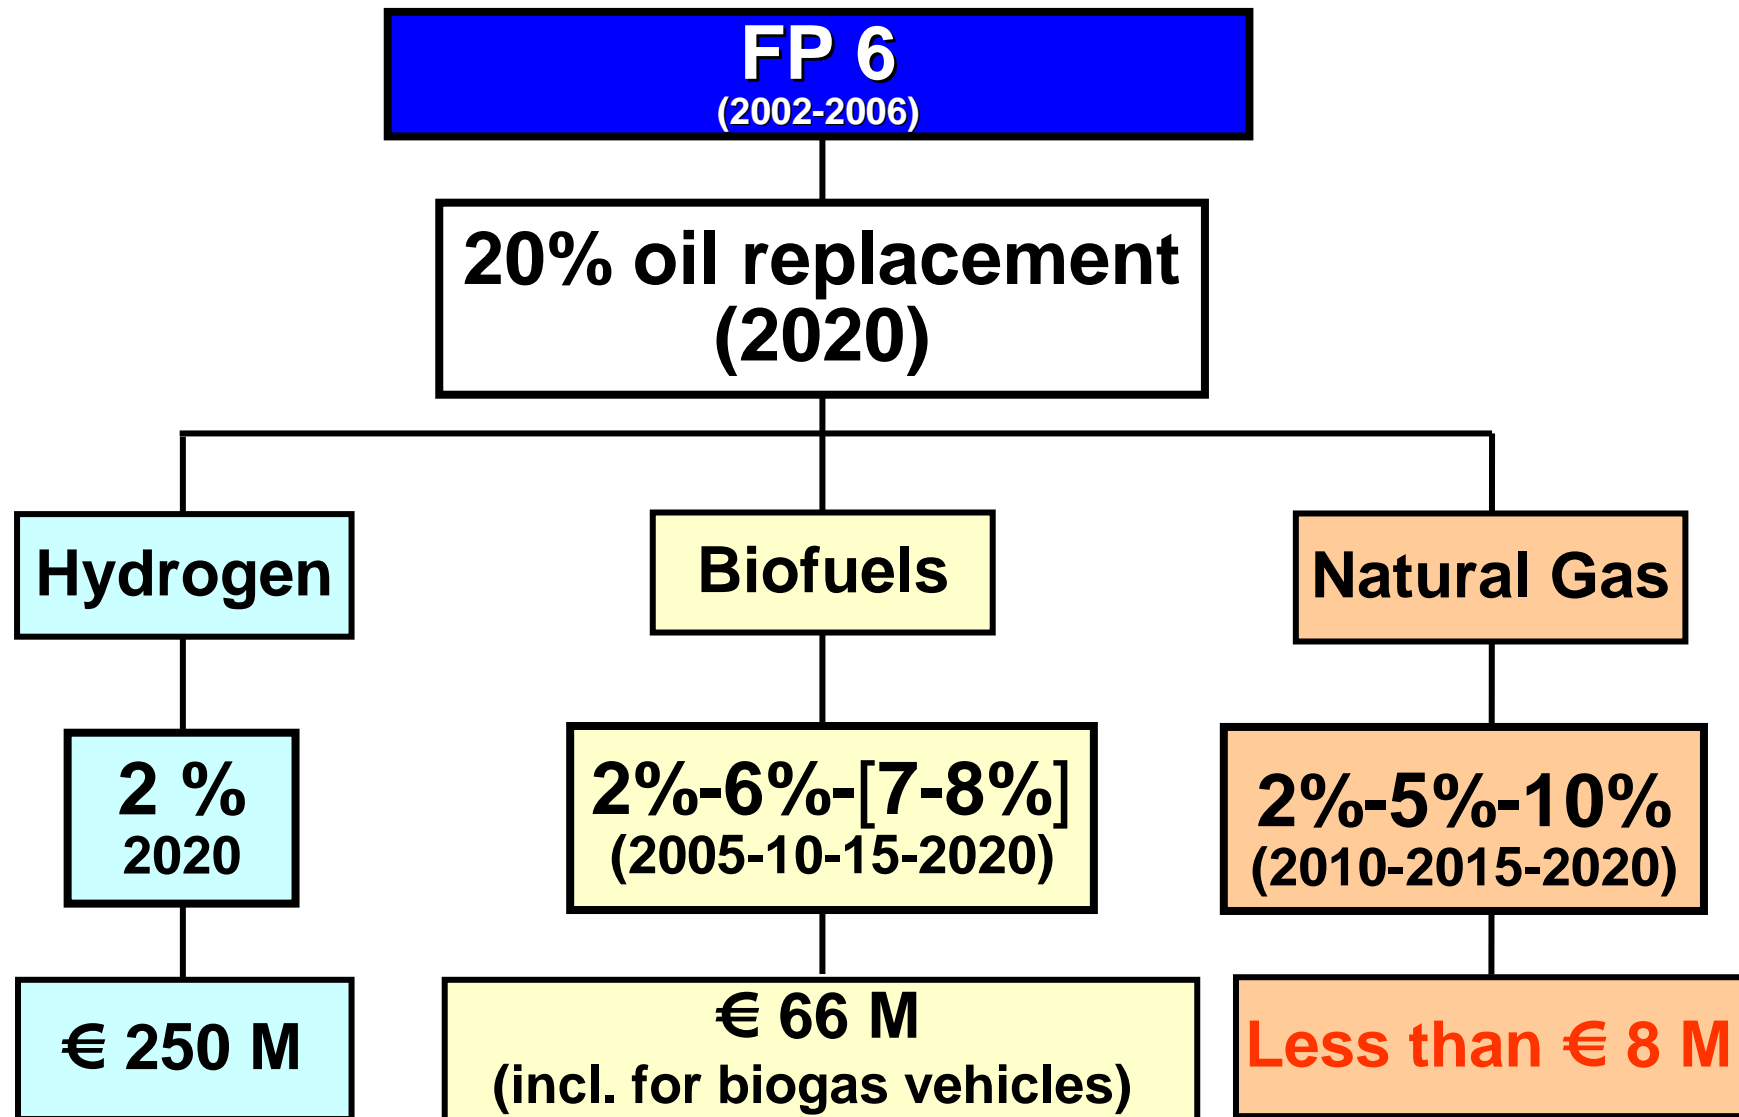 FP 6
(2002-2006)
20% oil replacement
(2020)
Hydrogen
Biofuels
Natural Gas
2 %
2020
2%-6%-[7-8%]
(2005-10-15-2020)
2%-5%-10%
(2010-2015-2020)
€ 250 M
€ 66 M
(incl. for biogas vehicles)
Less than € 8 M